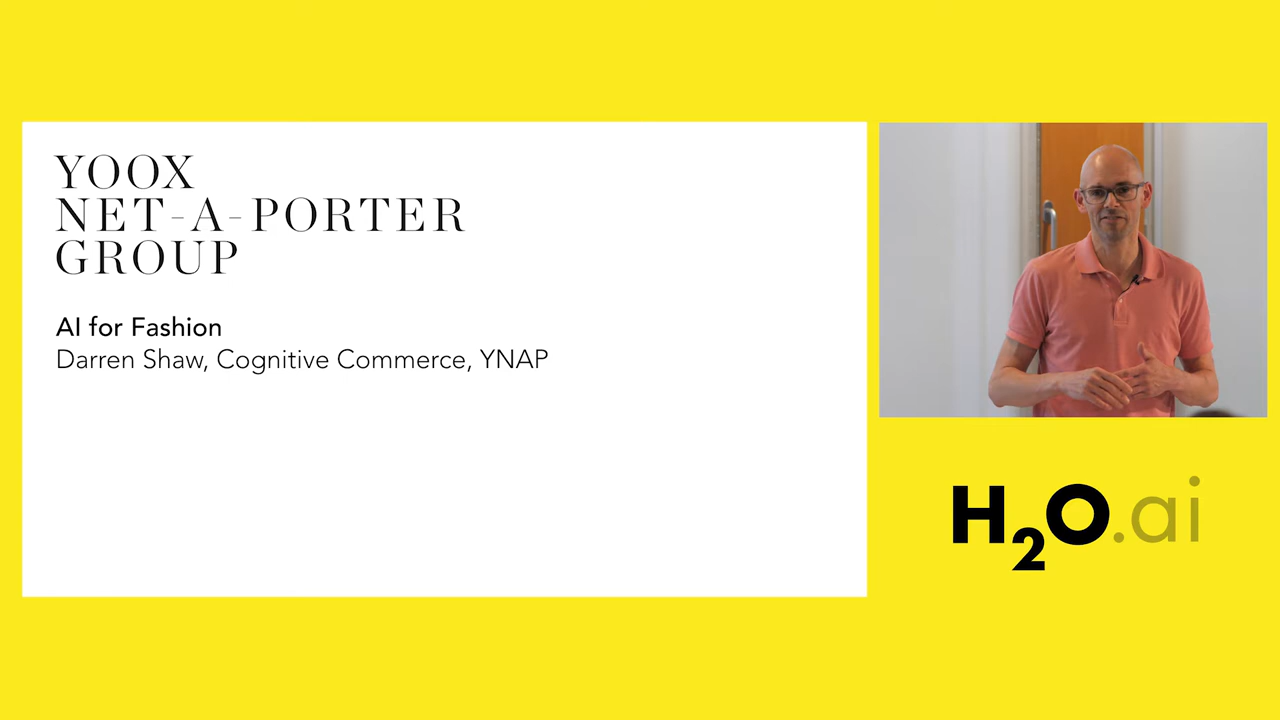 YOOX
NET-A-PORTER
GROUP
AI for Fashion
Darren Shaw, Cognitive Commerce, YNAP
H2O.ai